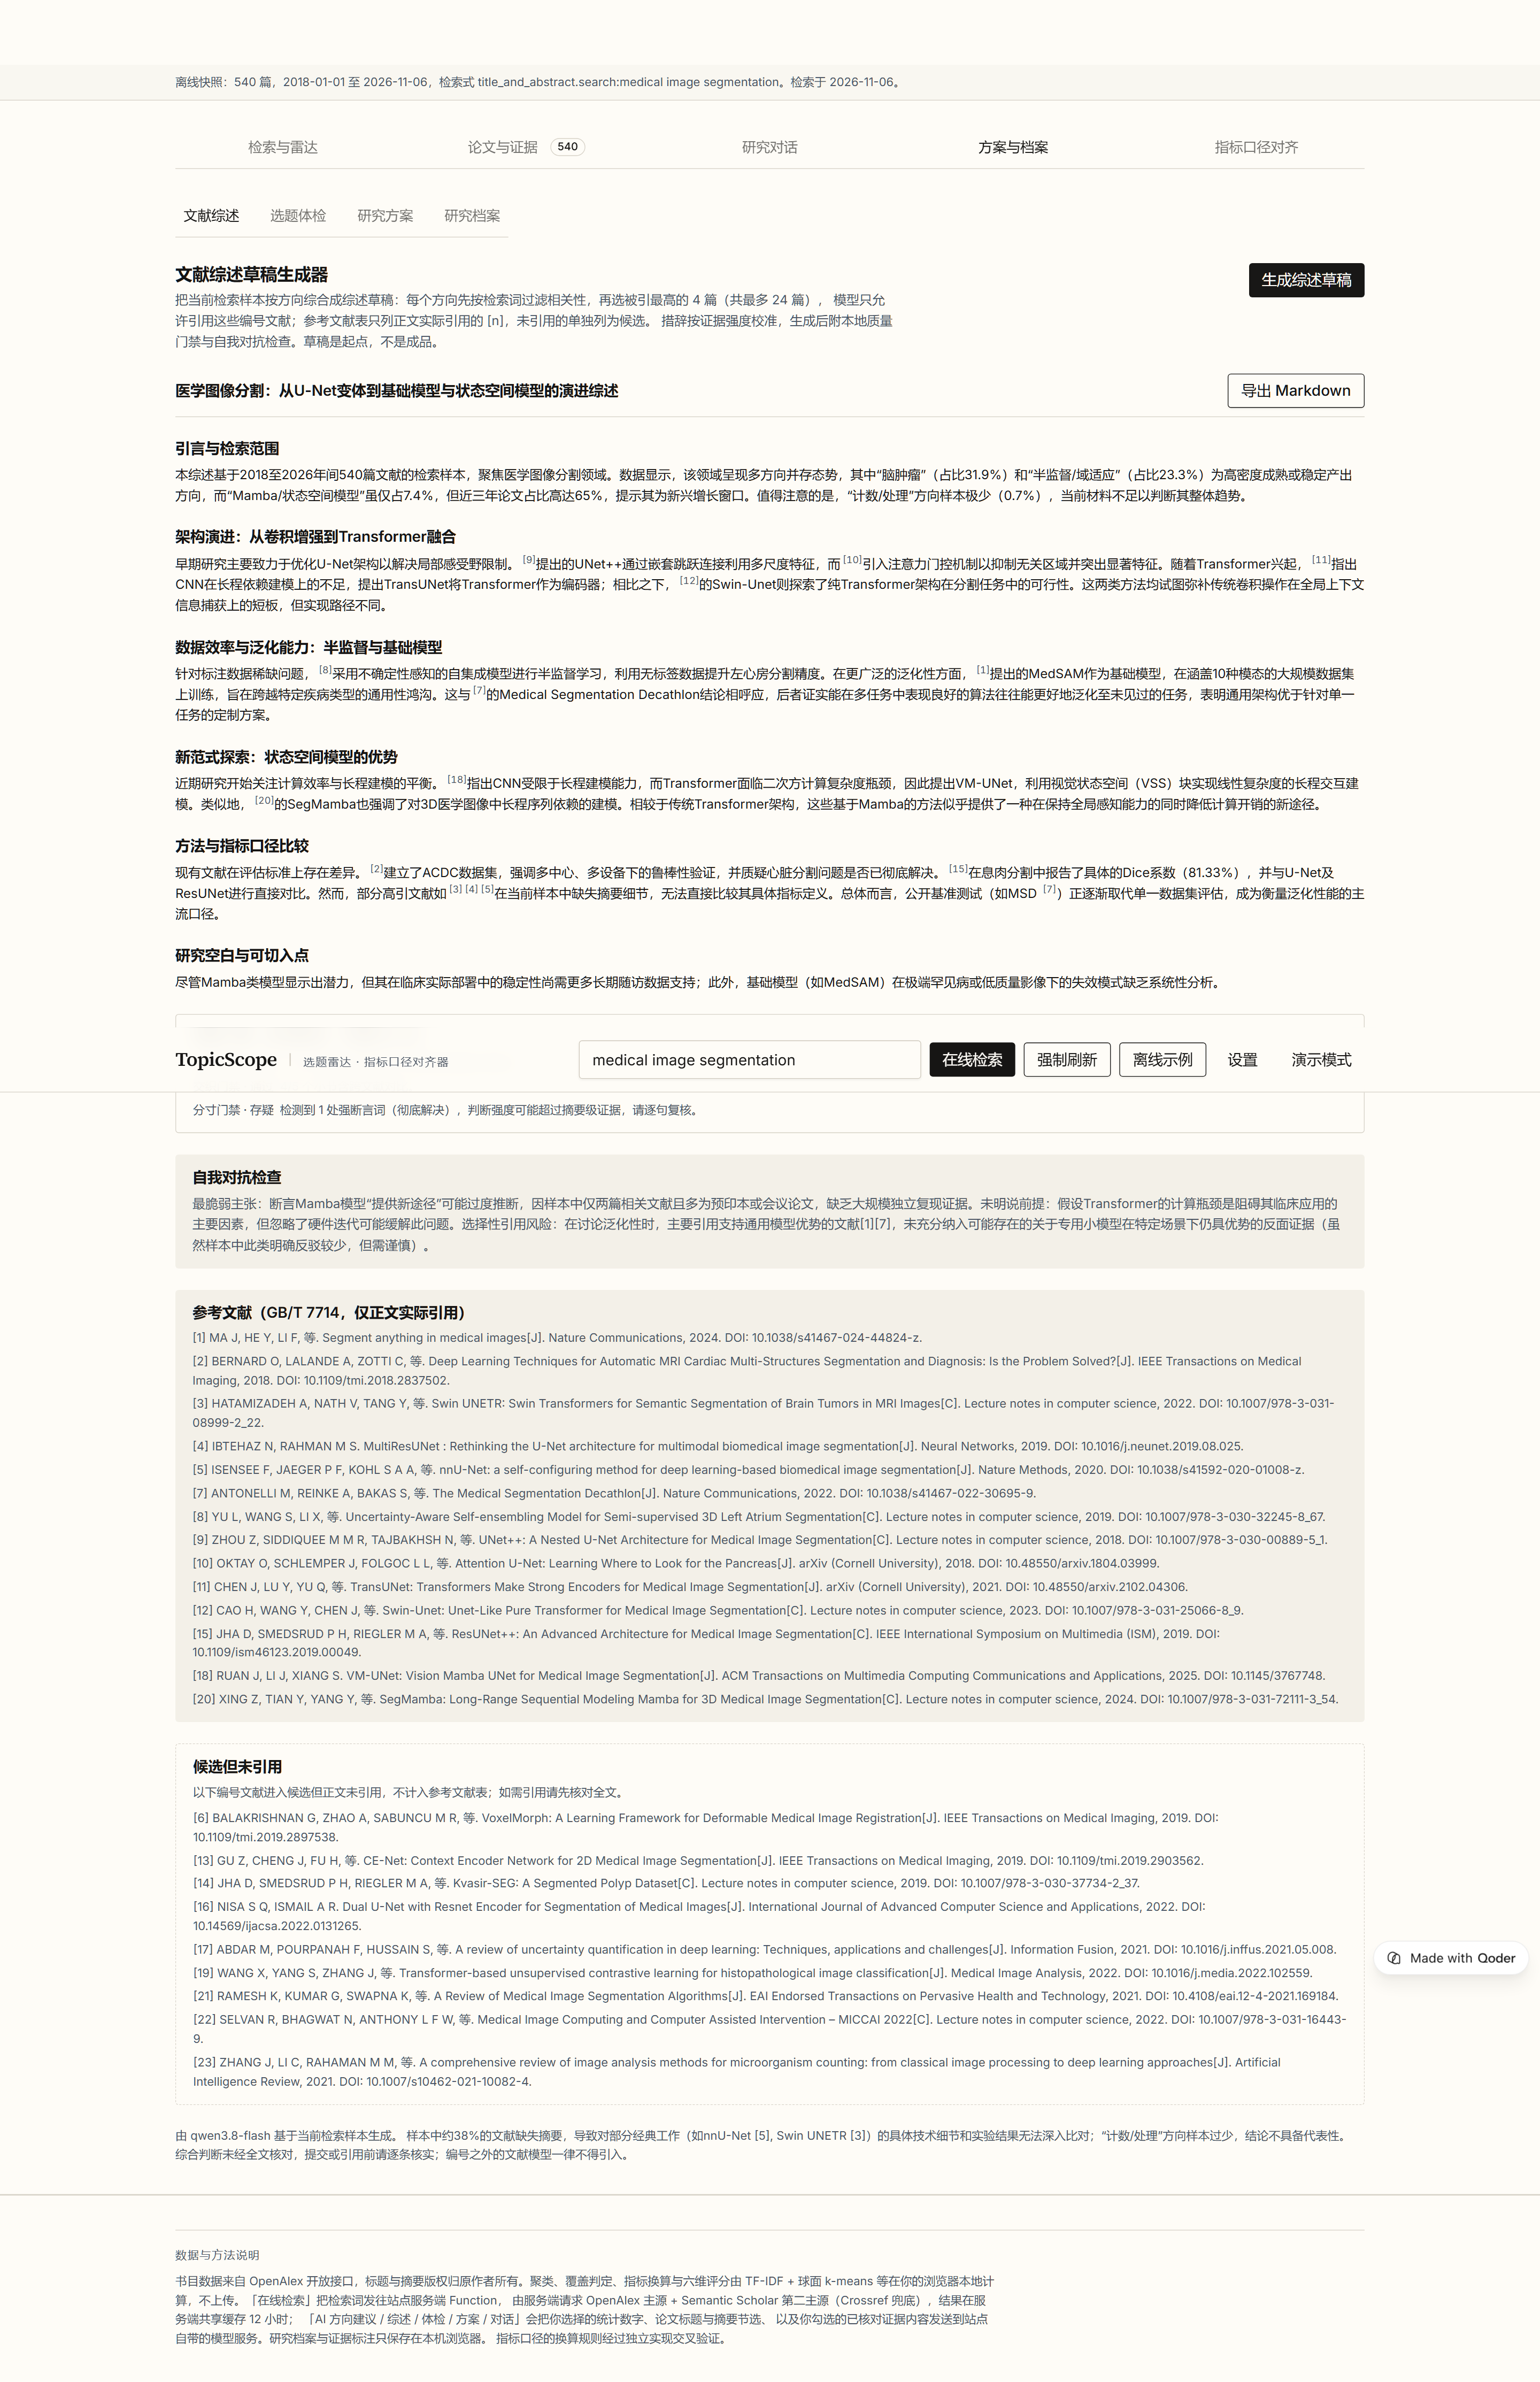 离线快照：540 篇，2018-01-01 至 2026-11-06，检索式 title_and_abstract.search:medical image segmentation。检索于 2026-11-06。
检索与雷达
论文与证据 540
研究对话
方案与档案
指标口径对齐
文献综述
选题体检
研究方案
研究档案
文献综述草稿生成器
生成综述草稿
把当前检索样本按方向综合成综述草稿：每个方向先按检索词过滤相关性，再选被引最高的 4 篇（共最多 24 篇）， 模型只允
许引用这些编号文献；参考文献表只列正文实际引用的 [n]，未引用的单独列为候选。 措辞按证据强度校准，生成后附本地质量
门禁与自我对抗检查。草稿是起点，不是成品。
医学图像分割：从U-Net变体到基础模型与状态空间模型的演进综述
导出 Markdown
引言与检索范围
本综述基于2018至2026年间540篇文献的检索样本，聚焦医学图像分割领域。数据显示，该领域呈现多方向并存态势，其中“脑肿瘤”（占比31.9%）和“半监督/域适应”（占比23.3%）为高密度成熟或稳定产出
方向，而“Mamba/状态空间模型”虽仅占7.4%，但近三年论文占比高达65%，提示其为新兴增长窗口。值得注意的是，“计数/处理”方向样本极少（0.7%），当前材料不足以判断其整体趋势。
架构演进：从卷积增强到Transformer融合
早期研究主要致力于优化U-Net架构以解决局部感受野限制。 [9]提出的UNet++通过嵌套跳跃连接利用多尺度特征，而 [10]引入注意力门控机制以抑制无关区域并突出显著特征。随着Transformer兴起， [11]指出
CNN在长程依赖建模上的不足，提出TransUNet将Transformer作为编码器；相比之下， [12]的Swin-Unet则探索了纯Transformer架构在分割任务中的可行性。这两类方法均试图弥补传统卷积操作在全局上下文
信息捕获上的短板，但实现路径不同。
数据效率与泛化能力：半监督与基础模型
针对标注数据稀缺问题， [8]采用不确定性感知的自集成模型进行半监督学习，利用无标签数据提升左心房分割精度。在更广泛的泛化性方面， [1]提出的MedSAM作为基础模型，在涵盖10种模态的大规模数据集
上训练，旨在跨越特定疾病类型的通用性鸿沟。这与 [7]的Medical Segmentation Decathlon结论相呼应，后者证实能在多任务中表现良好的算法往往能更好地泛化至未见过的任务，表明通用架构优于针对单一
任务的定制方案。
新范式探索：状态空间模型的优势
近期研究开始关注计算效率与长程建模的平衡。 [18]指出CNN受限于长程建模能力，而Transformer面临二次方计算复杂度瓶颈，因此提出VM-UNet，利用视觉状态空间（VSS）块实现线性复杂度的长程交互建
模。类似地， [20]的SegMamba也强调了对3D医学图像中长程序列依赖的建模。相较于传统Transformer架构，这些基于Mamba的方法似乎提供了一种在保持全局感知能力的同时降低计算开销的新途径。
方法与指标口径比较
现有文献在评估标准上存在差异。 [2]建立了ACDC数据集，强调多中心、多设备下的鲁棒性验证，并质疑心脏分割问题是否已彻底解决。 [15]在息肉分割中报告了具体的Dice系数（81.33%），并与U-Net及
ResUNet进行直接对比。然而，部分高引文献如 [3] [4] [5]在当前样本中缺失摘要细节，无法直接比较其具体指标定义。总体而言，公开基准测试（如MSD [7]）正逐渐取代单一数据集评估，成为衡量泛化性能的主
流口径。
研究空白与可切入点
尽管Mamba类模型显示出潜力，但其在临床实际部署中的稳定性尚需更多长期随访数据支持；此外，基础模型（如MedSAM）在极端罕见病或低质量影像下的失效模式缺乏系统性分析。
TopicScope 选题雷达 · 指标口径对齐器
medical image segmentation
在线检索
强制刷新
离线示例
设置
演示模式
分寸门禁 · 存疑 检测到 1 处强断言词（彻底解决），判断强度可能超过摘要级证据，请逐句复核。
自我对抗检查
最脆弱主张：断言Mamba模型“提供新途径”可能过度推断，因样本中仅两篇相关文献且多为预印本或会议论文，缺乏大规模独立复现证据。未明说前提：假设Transformer的计算瓶颈是阻碍其临床应用的
主要因素，但忽略了硬件迭代可能缓解此问题。选择性引用风险：在讨论泛化性时，主要引用支持通用模型优势的文献[1][7]，未充分纳入可能存在的关于专用小模型在特定场景下仍具优势的反面证据（虽
然样本中此类明确反驳较少，但需谨慎）。
参考文献（GB/T 7714，仅正文实际引用）
[1] MA J, HE Y, LI F, 等. Segment anything in medical images[J]. Nature Communications, 2024. DOI: 10.1038/s41467-024-44824-z.
[2] BERNARD O, LALANDE A, ZOTTI C, 等. Deep Learning Techniques for Automatic MRI Cardiac Multi-Structures Segmentation and Diagnosis: Is the Problem Solved?[J]. IEEE Transactions on Medical
Imaging, 2018. DOI: 10.1109/tmi.2018.2837502.
[3] HATAMIZADEH A, NATH V, TANG Y, 等. Swin UNETR: Swin Transformers for Semantic Segmentation of Brain Tumors in MRI Images[C]. Lecture notes in computer science, 2022. DOI: 10.1007/978-3-031-
08999-2_22.
[4] IBTEHAZ N, RAHMAN M S. MultiResUNet : Rethinking the U-Net architecture for multimodal biomedical image segmentation[J]. Neural Networks, 2019. DOI: 10.1016/j.neunet.2019.08.025.
[5] ISENSEE F, JAEGER P F, KOHL S A A, 等. nnU-Net: a self-configuring method for deep learning-based biomedical image segmentation[J]. Nature Methods, 2020. DOI: 10.1038/s41592-020-01008-z.
[7] ANTONELLI M, REINKE A, BAKAS S, 等. The Medical Segmentation Decathlon[J]. Nature Communications, 2022. DOI: 10.1038/s41467-022-30695-9.
[8] YU L, WANG S, LI X, 等. Uncertainty-Aware Self-ensembling Model for Semi-supervised 3D Left Atrium Segmentation[C]. Lecture notes in computer science, 2019. DOI: 10.1007/978-3-030-32245-8_67.
[9] ZHOU Z, SIDDIQUEE M M R, TAJBAKHSH N, 等. UNet++: A Nested U-Net Architecture for Medical Image Segmentation[C]. Lecture notes in computer science, 2018. DOI: 10.1007/978-3-030-00889-5_1.
[10] OKTAY O, SCHLEMPER J, FOLGOC L L, 等. Attention U-Net: Learning Where to Look for the Pancreas[J]. arXiv (Cornell University), 2018. DOI: 10.48550/arxiv.1804.03999.
[11] CHEN J, LU Y, YU Q, 等. TransUNet: Transformers Make Strong Encoders for Medical Image Segmentation[J]. arXiv (Cornell University), 2021. DOI: 10.48550/arxiv.2102.04306.
[12] CAO H, WANG Y, CHEN J, 等. Swin-Unet: Unet-Like Pure Transformer for Medical Image Segmentation[C]. Lecture notes in computer science, 2023. DOI: 10.1007/978-3-031-25066-8_9.
[15] JHA D, SMEDSRUD P H, RIEGLER M A, 等. ResUNet++: An Advanced Architecture for Medical Image Segmentation[C]. IEEE International Symposium on Multimedia (ISM), 2019. DOI:
10.1109/ism46123.2019.00049.
[18] RUAN J, LI J, XIANG S. VM-UNet: Vision Mamba UNet for Medical Image Segmentation[J]. ACM Transactions on Multimedia Computing Communications and Applications, 2025. DOI: 10.1145/3767748.
[20] XING Z, TIAN Y, YANG Y, 等. SegMamba: Long-Range Sequential Modeling Mamba for 3D Medical Image Segmentation[C]. Lecture notes in computer science, 2024. DOI: 10.1007/978-3-031-72111-3_54.
候选但未引用
以下编号文献进入候选但正文未引用，不计入参考文献表；如需引用请先核对全文。
[6] BALAKRISHNAN G, ZHAO A, SABUNCU M R, 等. VoxelMorph: A Learning Framework for Deformable Medical Image Registration[J]. IEEE Transactions on Medical Imaging, 2019. DOI:
10.1109/tmi.2019.2897538.
[13] GU Z, CHENG J, FU H, 等. CE-Net: Context Encoder Network for 2D Medical Image Segmentation[J]. IEEE Transactions on Medical Imaging, 2019. DOI: 10.1109/tmi.2019.2903562.
[14] JHA D, SMEDSRUD P H, RIEGLER M A, 等. Kvasir-SEG: A Segmented Polyp Dataset[C]. Lecture notes in computer science, 2019. DOI: 10.1007/978-3-030-37734-2_37.
[16] NISA S Q, ISMAIL A R. Dual U-Net with Resnet Encoder for Segmentation of Medical Images[J]. International Journal of Advanced Computer Science and Applications, 2022. DOI:
10.14569/ijacsa.2022.0131265.
[17] ABDAR M, POURPANAH F, HUSSAIN S, 等. A review of uncertainty quantification in deep learning: Techniques, applications and challenges[J]. Information Fusion, 2021. DOI: 10.1016/j.inffus.2021.05.008.
[19] WANG X, YANG S, ZHANG J, 等. Transformer-based unsupervised contrastive learning for histopathological image classification[J]. Medical Image Analysis, 2022. DOI: 10.1016/j.media.2022.102559.
[21] RAMESH K, KUMAR G, SWAPNA K, 等. A Review of Medical Image Segmentation Algorithms[J]. EAI Endorsed Transactions on Pervasive Health and Technology, 2021. DOI: 10.4108/eai.12-4-2021.169184.
[22] SELVAN R, BHAGWAT N, ANTHONY L F W, 等. Medical Image Computing and Computer Assisted Intervention – MICCAI 2022[C]. Lecture notes in computer science, 2022. DOI: 10.1007/978-3-031-16443-
9.
[23] ZHANG J, LI C, RAHAMAN M M, 等. A comprehensive review of image analysis methods for microorganism counting: from classical image processing to deep learning approaches[J]. Artificial
Intelligence Review, 2021. DOI: 10.1007/s10462-021-10082-4.
Made with Qoder
由 qwen3.8-flash 基于当前检索样本生成。 样本中约38%的文献缺失摘要，导致对部分经典工作（如nnU-Net [5], Swin UNETR [3]）的具体技术细节和实验结果无法深入比对；“计数/处理”方向样本过少，结论不具备代表性。
综合判断未经全文核对，提交或引用前请逐条核实；编号之外的文献模型一律不得引入。
数据与方法说明
书目数据来自 OpenAlex 开放接口，标题与摘要版权归原作者所有。聚类、覆盖判定、指标换算与六维评分由 TF-IDF + 球面 k-means 等在你的浏览器本地计
算，不上传。「在线检索」把检索词发往站点服务端 Function， 由服务端请求 OpenAlex 主源 + Semantic Scholar 第二主源（Crossref 兜底），结果在服
务端共享缓存 12 小时； 「AI 方向建议 / 综述 / 体检 / 方案 / 对话」会把你选择的统计数字、论文标题与摘要节选、 以及你勾选的已核对证据内容发送到站点
自带的模型服务。研究档案与证据标注只保存在本机浏览器。 指标口径的换算规则经过独立实现交叉验证。